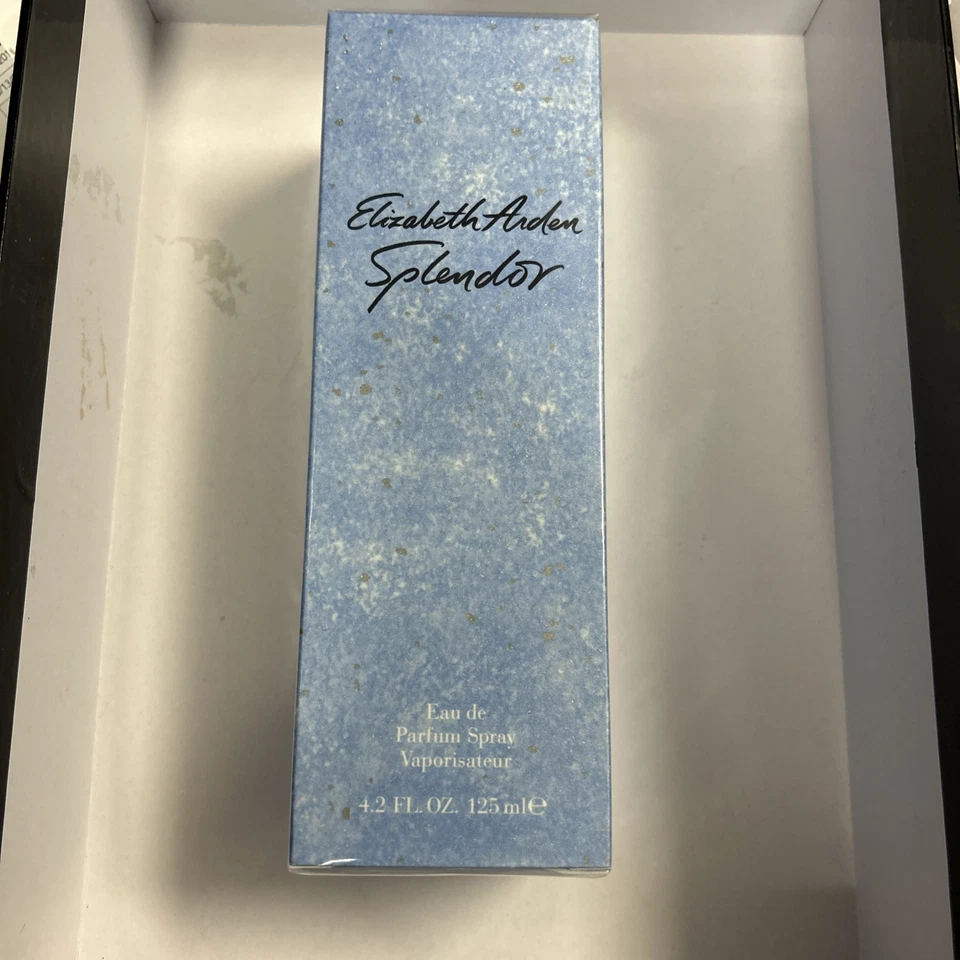 Elizabeth Arden
Splendor
Eau de
Parfum Spray
Vaporisateur
4.2 FL. OZ. 125 ml℮